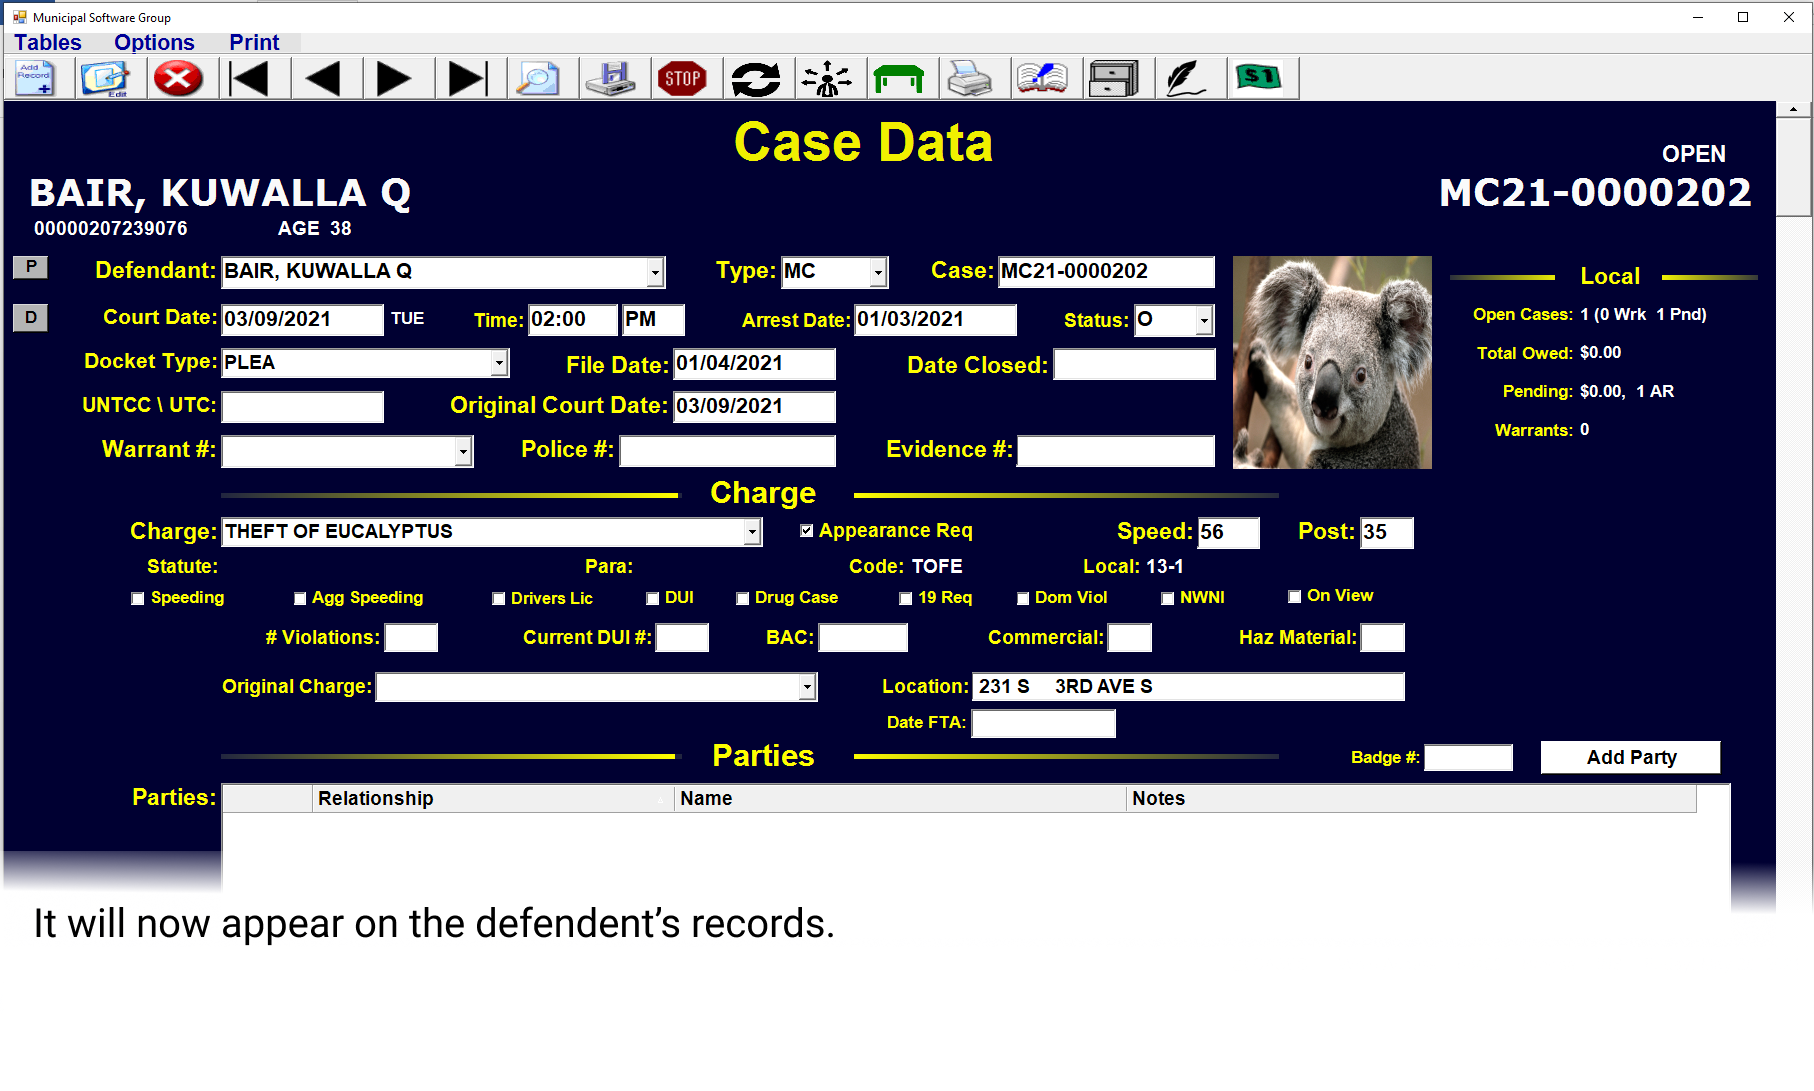 Municipal Software Group
Tables Options Print
Add Record
Edit
STOP
$1
Case Data
OPEN
BAIR, KUWALLA Q
MC21-0000202
00000207239076 AGE 38
P Defendant: BAIR, KUWALLA Q Type: MC Case: MC21-0000202
Local
D Court Date: 03/09/2021 TUE Time: 02:00 PM Arrest Date: 01/03/2021 Status: O
Open Cases: 1 (0 Wrk 1 Pnd)
Docket Type: PLEA File Date: 01/04/2021 Date Closed:
Total Owed: $0.00
UNTCC \ UTC: Original Court Date: 03/09/2021
Pending: $0.00, 1 AR
Warrant #: Police #: Evidence #:
Warrants: 0
Charge
Charge: THEFT OF EUCALYPTUS Appearance Req Speed: 56 Post: 35
Statute: Para: Code: TOFE Local: 13-1
Speeding Agg Speeding Drivers Lic DUI Drug Case 19 Req Dom Viol NWNI On View
# Violations: Current DUI #: BAC: Commercial: Haz Material:
Original Charge: Location: 231 S 3RD AVE S
Date FTA:
Parties
Badge #: Add Party
Parties: Relationship Name Notes
It will now appear on the defendent’s records.